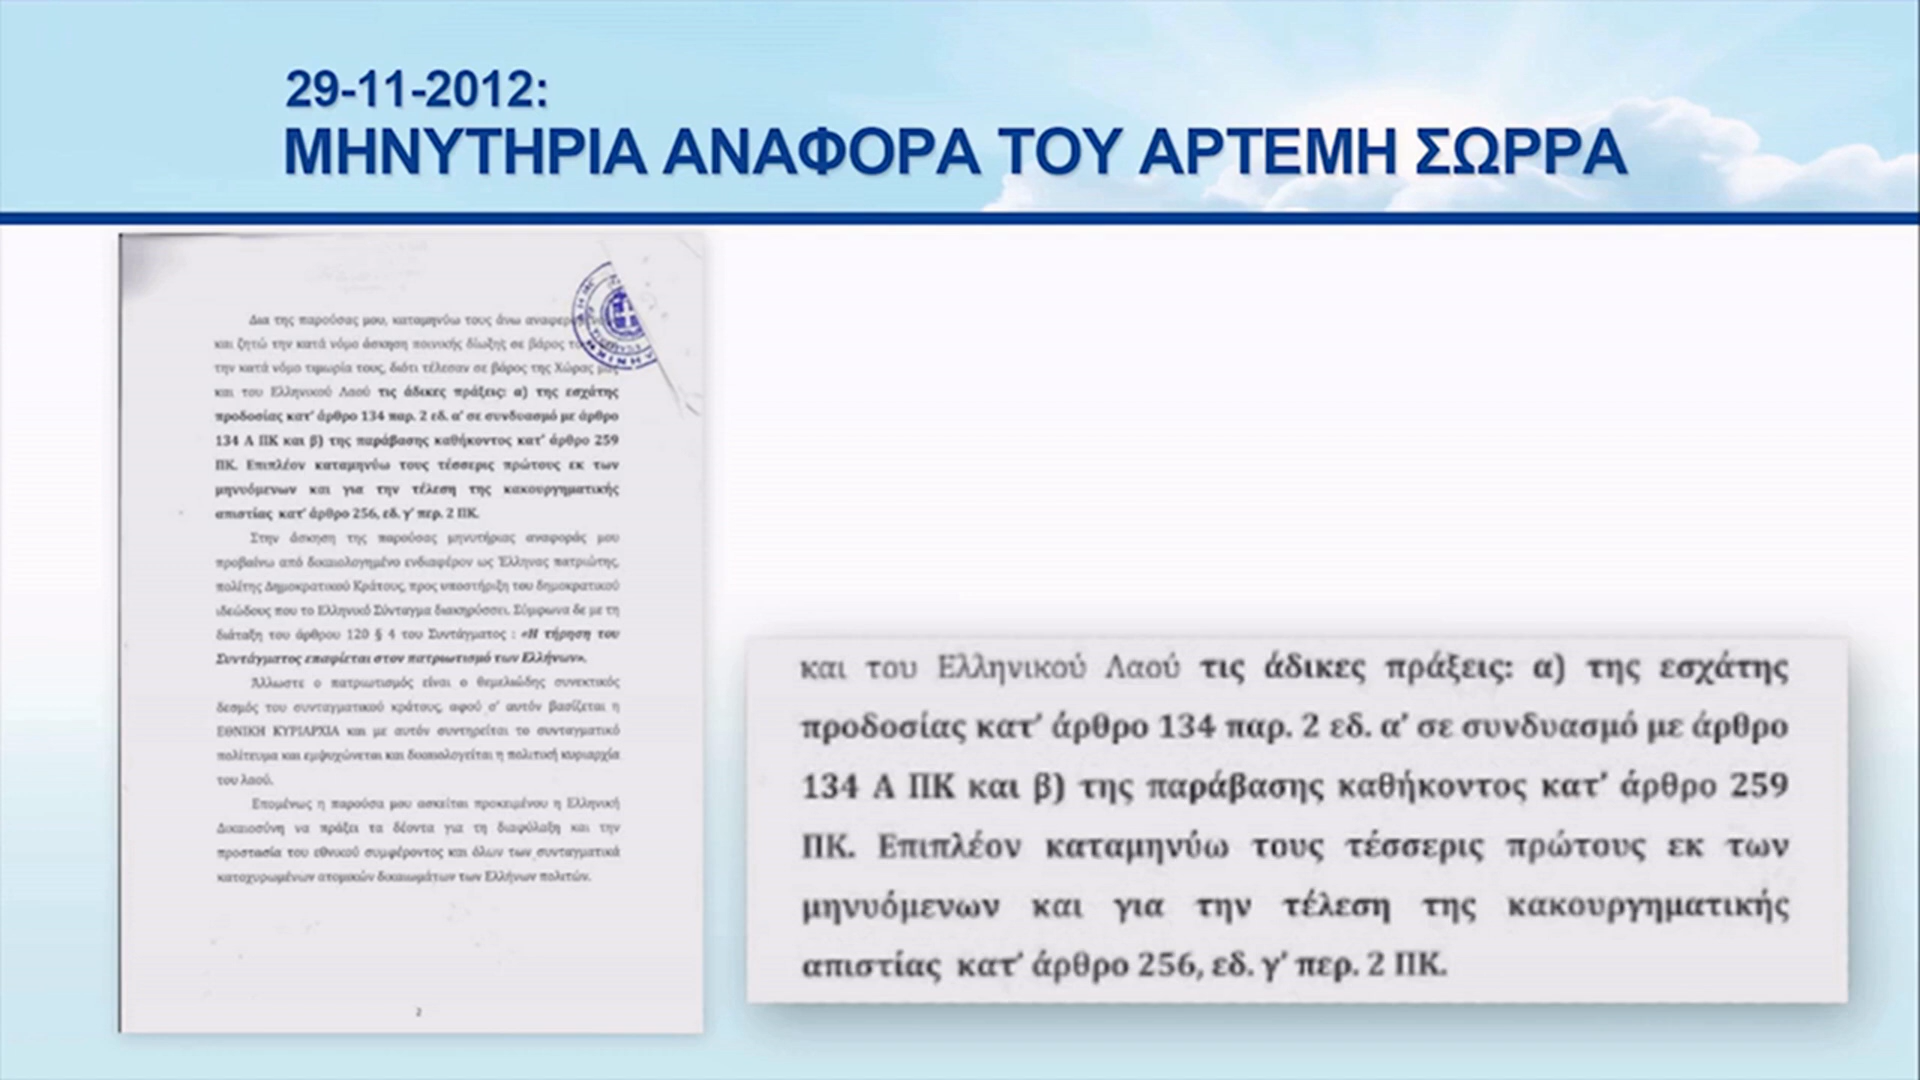 29-11-2012:
ΜΗΝΥΤΗΡΙΑ ΑΝΑΦΟΡΑ ΤΟΥ ΑΡΤΕΜΗ ΣΩΡΡΑ
Δια της παρούσας μου, καταμηνύω τους άνω
και ζητώ την κατά νόμο άσκηση ποινικής δίωξης σε βάρος
την κατά νόμο τιμωρία τους, διότι τέλεσαν σε βάρος της Χώρας μας
και του Ελληνικού Λαού τις άδικες πράξεις: α) της εσχάτης
προδοσίας κατ’ άρθρο 134 παρ. 2 εδ. α’ σε συνδυασμό με άρθρο
134 Α ΠΚ και β) της παράβασης καθήκοντος κατ’ άρθρο 259
ΠΚ. Επιπλέον καταμηνύω τους τέσσερις πρώτους εκ των
μηνυόμενων και για την τέλεση της κακουργηματικής
απιστίας κατ’ άρθρο 256, εδ. γ’ περ. 2 ΠΚ.
Στην άσκηση της παρούσας μηνυτήριας αναφοράς μου
προβαίνω από δικαιολογημένο ενδιαφέρον ως Έλληνας πατριώτης,
πολίτης Δημοκρατικού Κράτους, προς υποστήριξη του δημοκρατικού
ιδεώδους που το Ελληνικό Σύνταγμα διακηρύσσει. Σύμφωνα δε με τη
διάταξη του άρθρου 120 § 4 του Συντάγματος : «Η τήρηση του
Συντάγματος επαφίεται στον πατριωτισμό των Ελλήνων».
Άλλωστε ο πατριωτισμός είναι ο θεμελιώδης συνεκτικός
δεσμός του συνταγματικού κράτους, αφού σ’ αυτόν βασίζεται η
ΕΘΝΙΚΗ ΚΥΡΙΑΡΧΙΑ και με αυτόν συντηρείται το συνταγματικό
πολίτευμα και εμψυχώνεται και δικαιολογείται η πολιτική κυριαρχία
του λαού.
Επομένως η παρούσα μου ασκείται προκειμένου η Ελληνική
Δικαιοσύνη να πράξει τα δέοντα για τη διαφύλαξη και την
προστασία του εθνικού συμφέροντος και όλων των συνταγματικά
κατοχυρωμένων ατομικών δικαιωμάτων των Ελλήνων πολιτών.
2
και του Ελληνικού Λαού τις άδικες πράξεις: α) της εσχάτης
προδοσίας κατ’ άρθρο 134 παρ. 2 εδ. α’ σε συνδυασμό με άρθρο
134 Α ΠΚ και β) της παράβασης καθήκοντος κατ’ άρθρο 259
ΠΚ. Επιπλέον καταμηνύω τους τέσσερις πρώτους εκ των
μηνυόμενων και για την τέλεση της κακουργηματικής
απιστίας κατ’ άρθρο 256, εδ. γ’ περ. 2 ΠΚ.